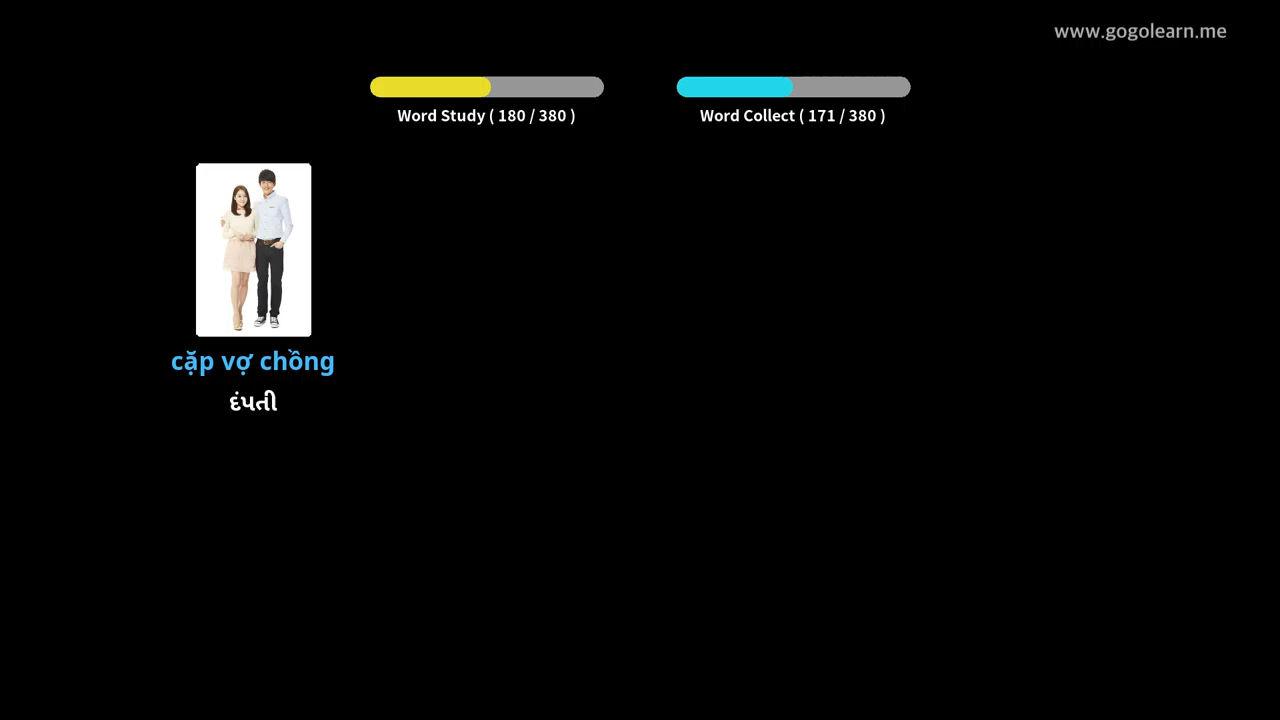 www.gogolearn.me
Word Study ( 180 / 380 )
Word Collect ( 171 / 380 )
cặp vợ chồng
દંપતી